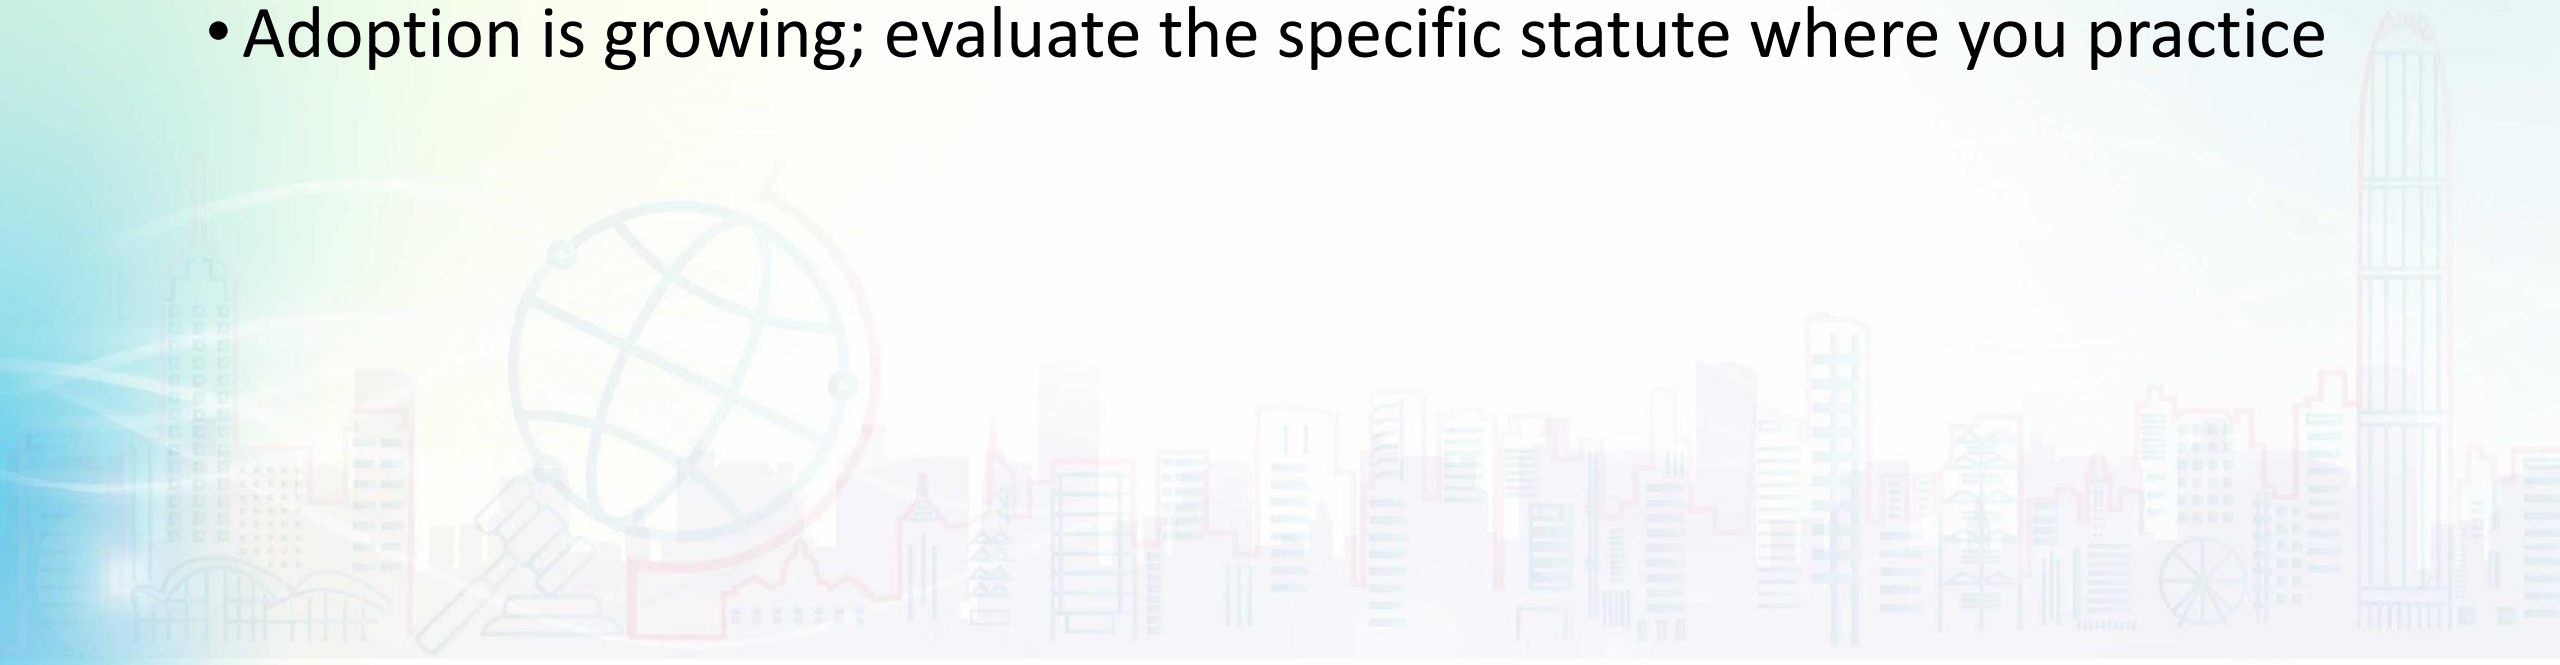 • Adoption is growing; evaluate the specific statute where you practice